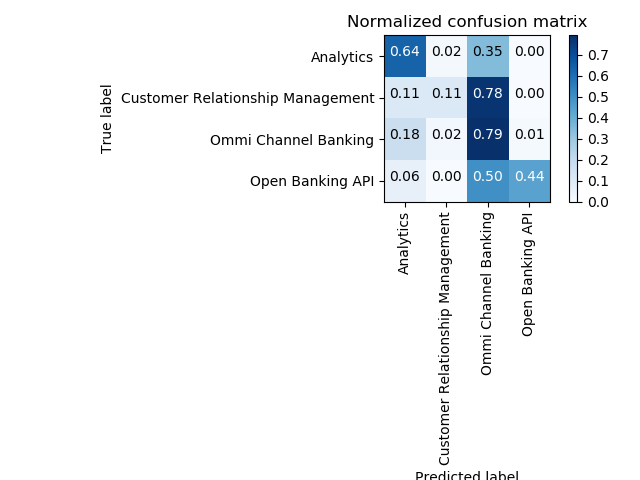 Normalized confusion matrix
True label
Analytics
0.64 0.02 0.35 0.00
Customer Relationship Management
0.11 0.11 0.78 0.00
Ommi Channel Banking
0.18 0.02 0.79 0.01
Open Banking API
0.06 0.00 0.50 0.44
Analytics
Customer Relationship Management
Ommi Channel Banking
Open Banking API
Predicted label
0.7
0.6
0.5
0.4
0.3
0.2
0.1
0.0